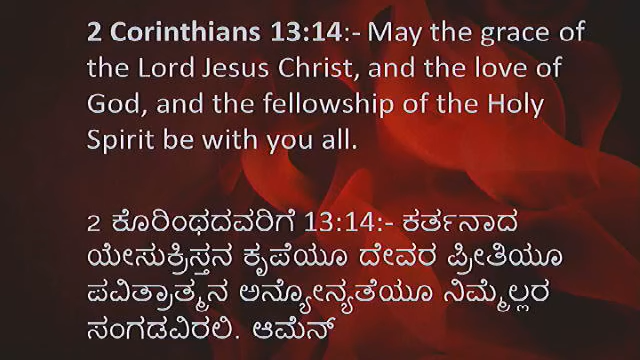 2 Corinthians 13:14:- May the grace of
the Lord Jesus Christ, and the love of
God, and the fellowship of the Holy
Spirit be with you all.
2 ಕೊರಿಂಥದವರಿಗೆ 13:14:- ಕರ್ತನಾದ
ಯೇಸುಕ್ರಿಸ್ತನ ಕೃಪೆಯೂ ದೇವರ ಪ್ರೀತಿಯೂ
ಪವಿತ್ರಾತ್ಮನ ಅನ್ಯೋನ್ಯತೆಯೂ ನಿಮ್ಮೆಲ್ಲರ
ಸಂಗಡವಿರಲಿ. ಆಮೆನ್